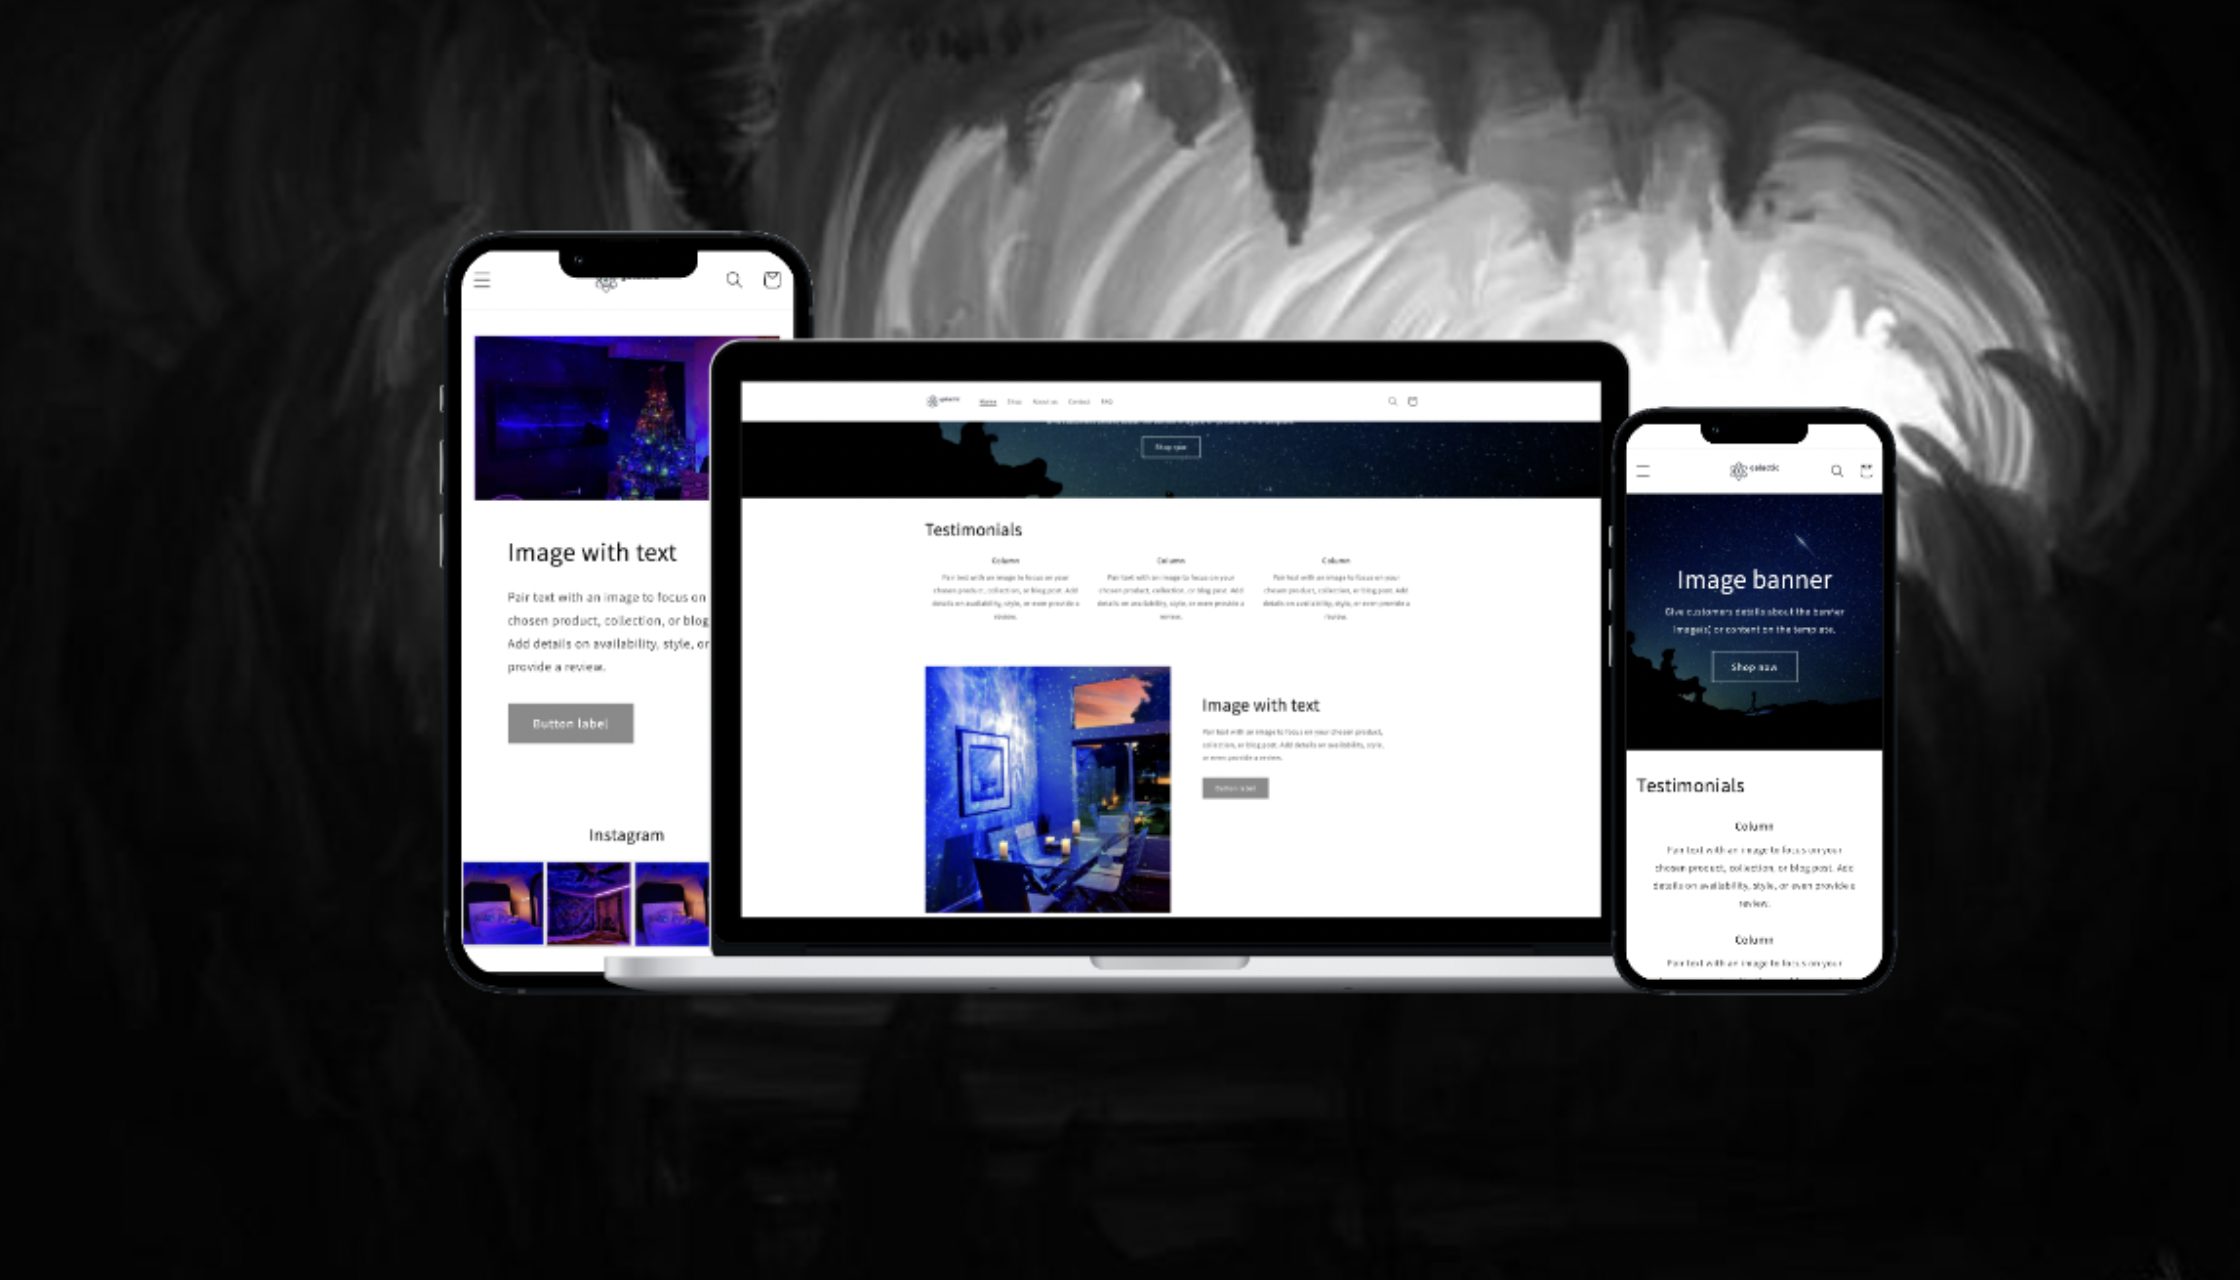 Image with text
Pair text with an image to focus on
chosen product, collection, or blog
Add details on availability, style, or
provide a review.
Button label
Instagram
galactic
Home Shop About us Contact FAQ
Shop now
Testimonials
Column Column Column
Pair text with an image to focus on your Pair text with an image to focus on your Pair text with an image to focus on your
chosen product, collection, or blog post. Add chosen product, collection, or blog post. Add chosen product, collection, or blog post. Add
details on availability, style, or even provide a details on availability, style, or even provide a details on availability, style, or even provide a
review. review. review.
Image with text
Pair text with an image to focus on your chosen product,
collection, or blog post. Add details on availability, style,
or even provide a review.
Button label
galactic
Image banner
Give customers details about the banner
image(s) or content on the template.
Shop now
Testimonials
Column
Pair text with an image to focus on your
chosen product, collection, or blog post. Add
details on availability, style, or even provide a
review.
Column
Pair text with an image to focus on your